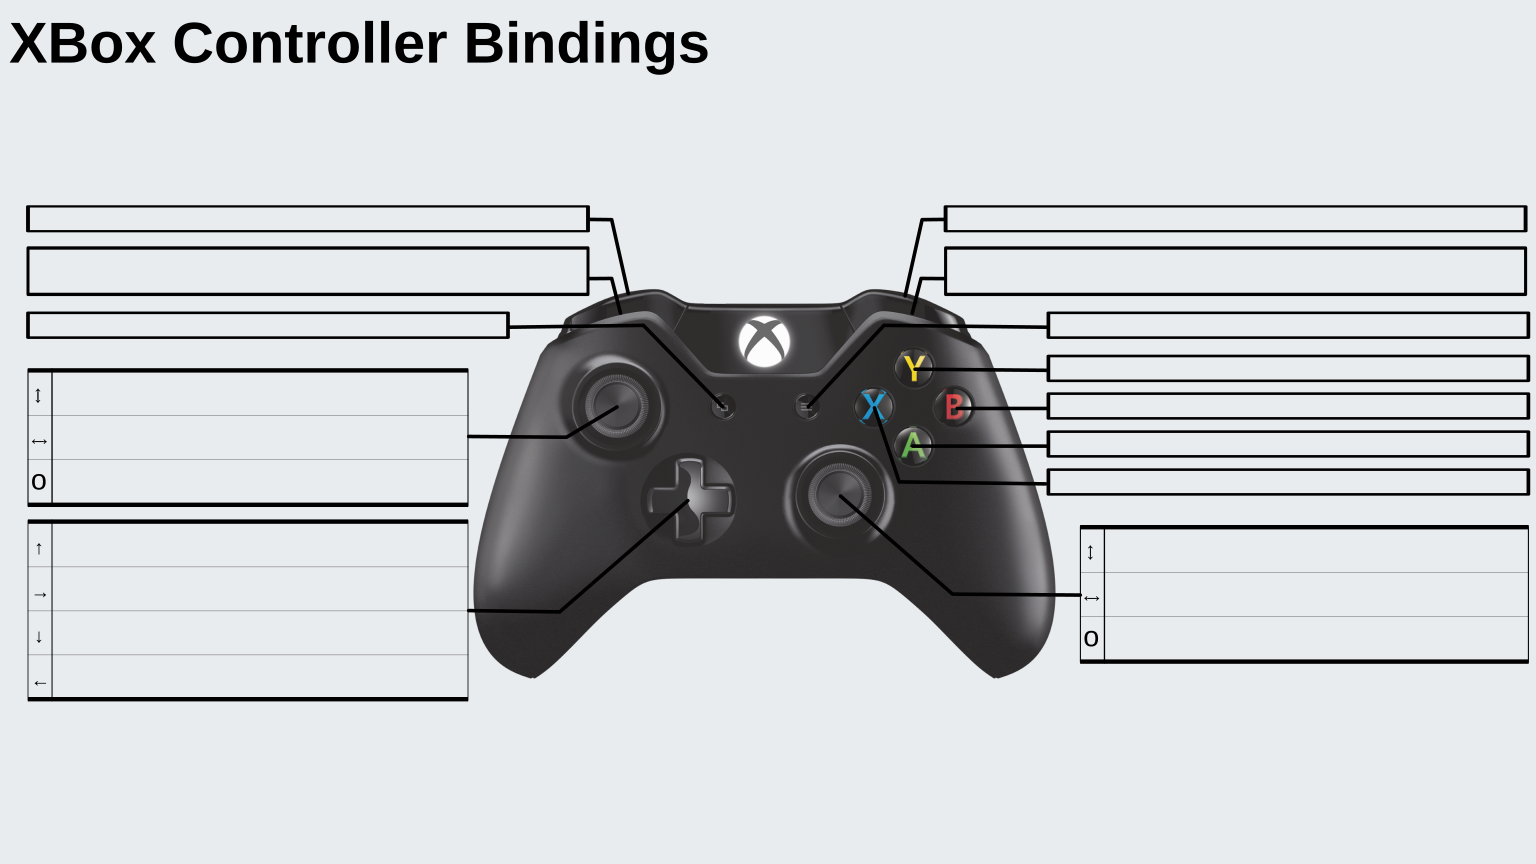 XBox Controller Bindings
↕
↔
O
↑
→
↓
←
Y
X
B
A
↕
↔
O